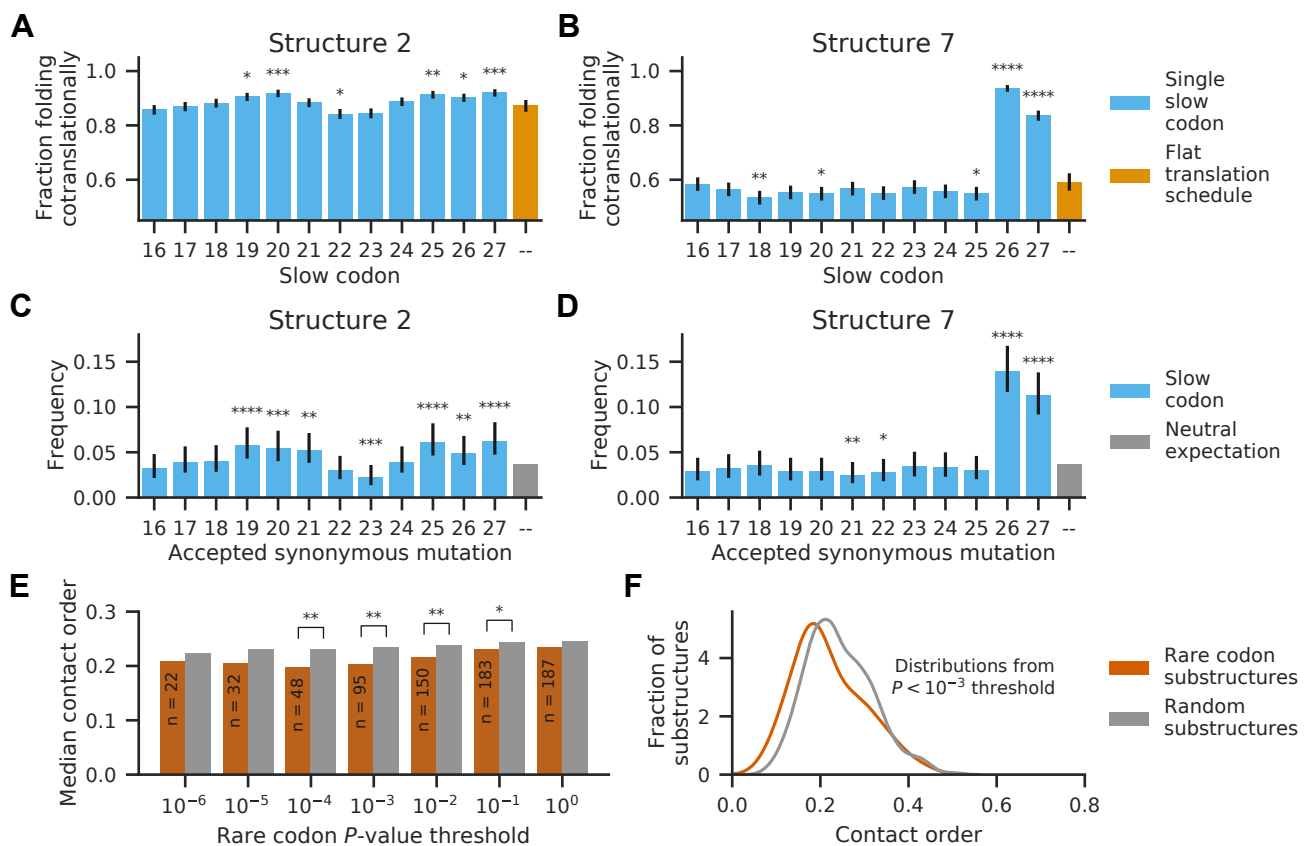 A
Structure 2
Fraction folding
cotranslationally
1.0
0.8
0.6
* *** * ** * ***
16 17 18 19 20 21 22 23 24 25 26 27 --
Slow codon
B
Structure 7
Fraction folding
cotranslationally
1.0
0.8
0.6
** * * **** ****
16 17 18 19 20 21 22 23 24 25 26 27 --
Slow codon
Single
slow
codon
Flat
translation
schedule
C
Structure 2
Frequency
0.15
0.10
0.05
0.00
**** *** ** *** **** ** ****
16 17 18 19 20 21 22 23 24 25 26 27 --
Accepted synonymous mutation
D
Structure 7
Frequency
0.15
0.10
0.05
0.00
** * **** ****
16 17 18 19 20 21 22 23 24 25 26 27 --
Accepted synonymous mutation
Slow
codon
Neutral
expectation
E
Median contact order
0.3
0.2
0.1
0.0
** ** ** *
n = 22
n = 32
n = 48
n = 95
n = 150
n = 183
n = 187
10⁻⁶ 10⁻⁵ 10⁻⁴ 10⁻³ 10⁻² 10⁻¹ 10⁰
Rare codon P-value threshold
F
Fraction of
substructures
4
2
0
Distributions from
P < 10⁻³ threshold
0.0 0.2 0.4 0.6 0.8
Contact order
Rare codon
substructures
Random
substructures